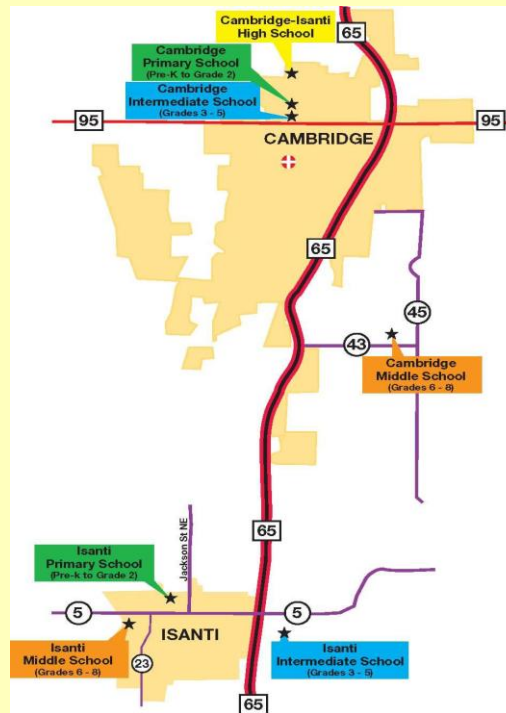 Cambridge-Isanti
High School
65
Cambridge
Primary School
(Pre-K to Grade 2)
Cambridge
Intermediate School
(Grades 3 - 5)
95
95
CAMBRIDGE
65
45
43
Cambridge
Middle School
(Grades 6 - 8)
65
Jackson St NE
Isanti
Primary School
(Pre-k to Grade 2)
5
5
ISANTI
Isanti
Middle School
(Grades 6 - 8)
23
Isanti
Intermediate School
(Grades 3 - 5)
65